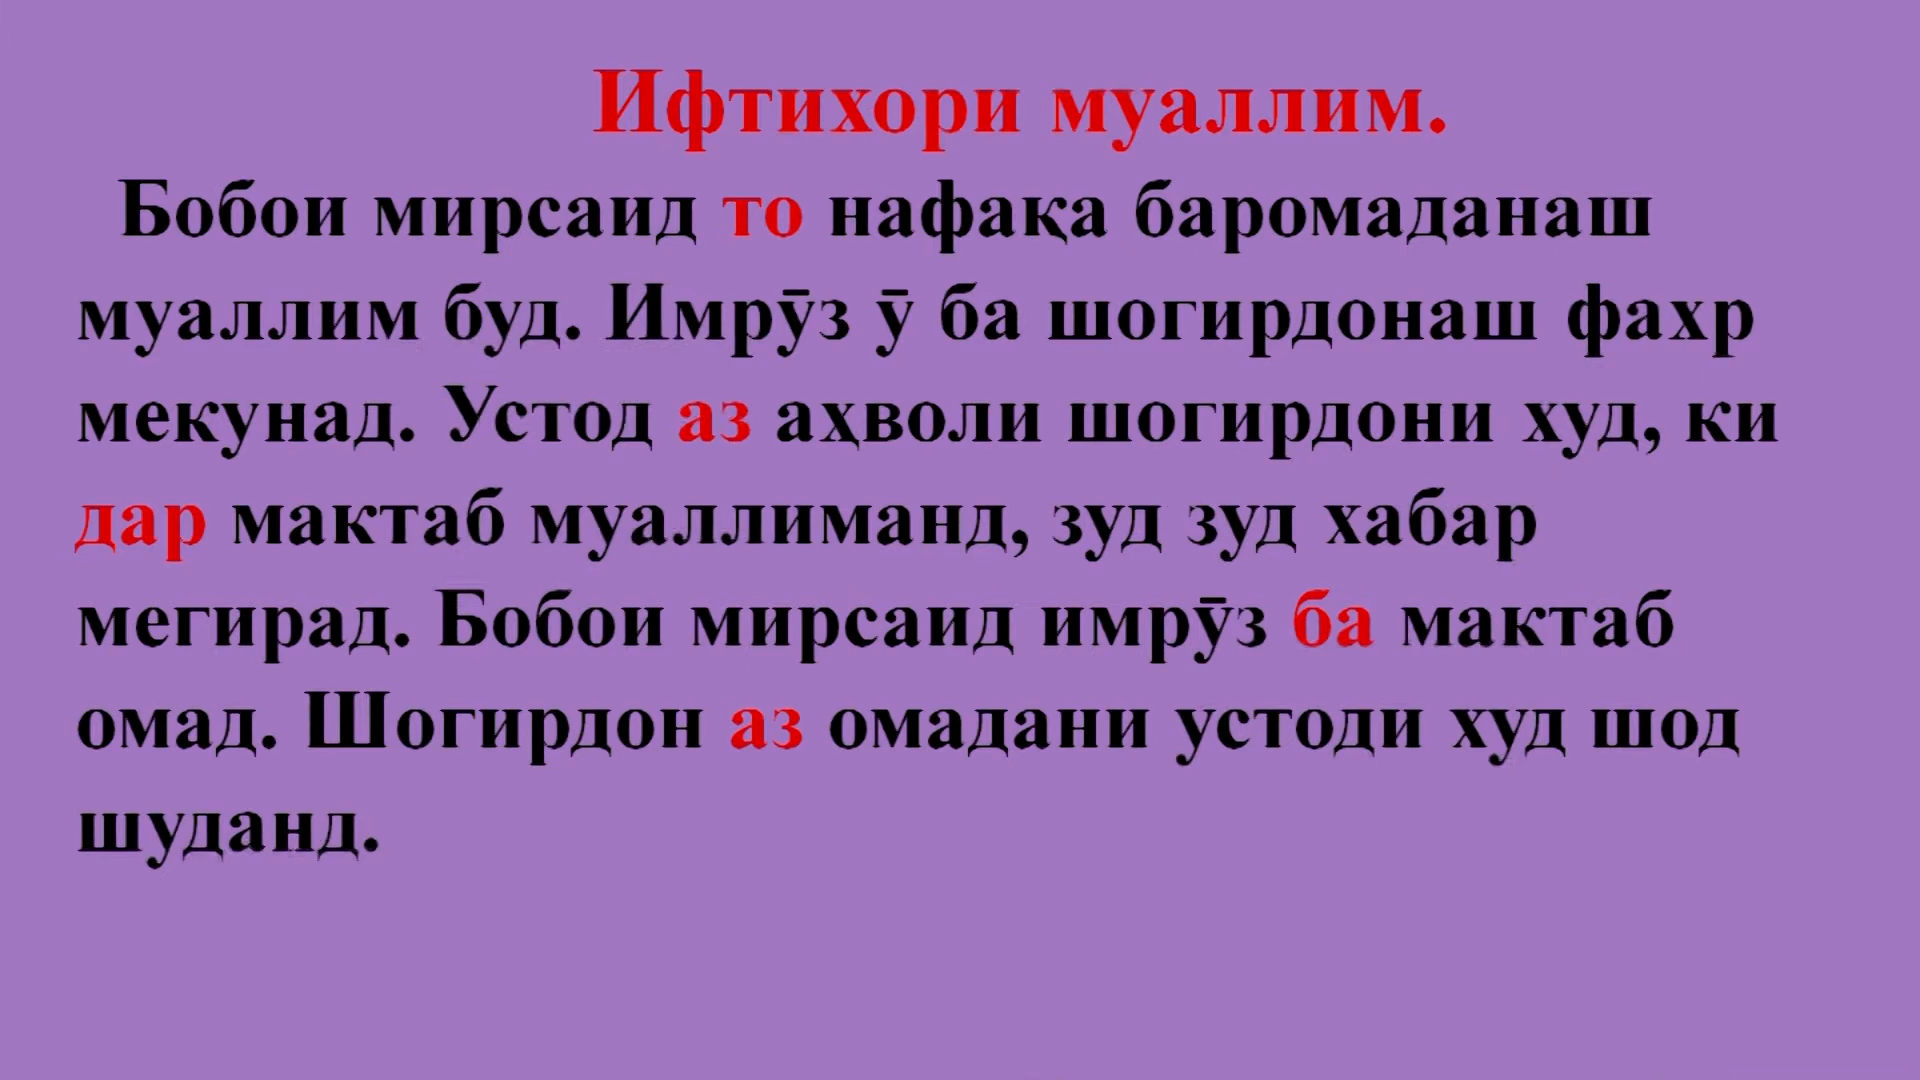 Ифтихори муаллим.
Бобои мирсаид то нафақа баромаданаш
муаллим буд. Имрӯз ӯ ба шогирдонаш фахр
мекунад. Устод аз аҳволи шогирдони худ, ки
дар мактаб муаллиманд, зуд зуд хабар
мегирад. Бобои мирсаид имрӯз ба мактаб
омад. Шогирдон аз омадани устоди худ шод
шуданд.